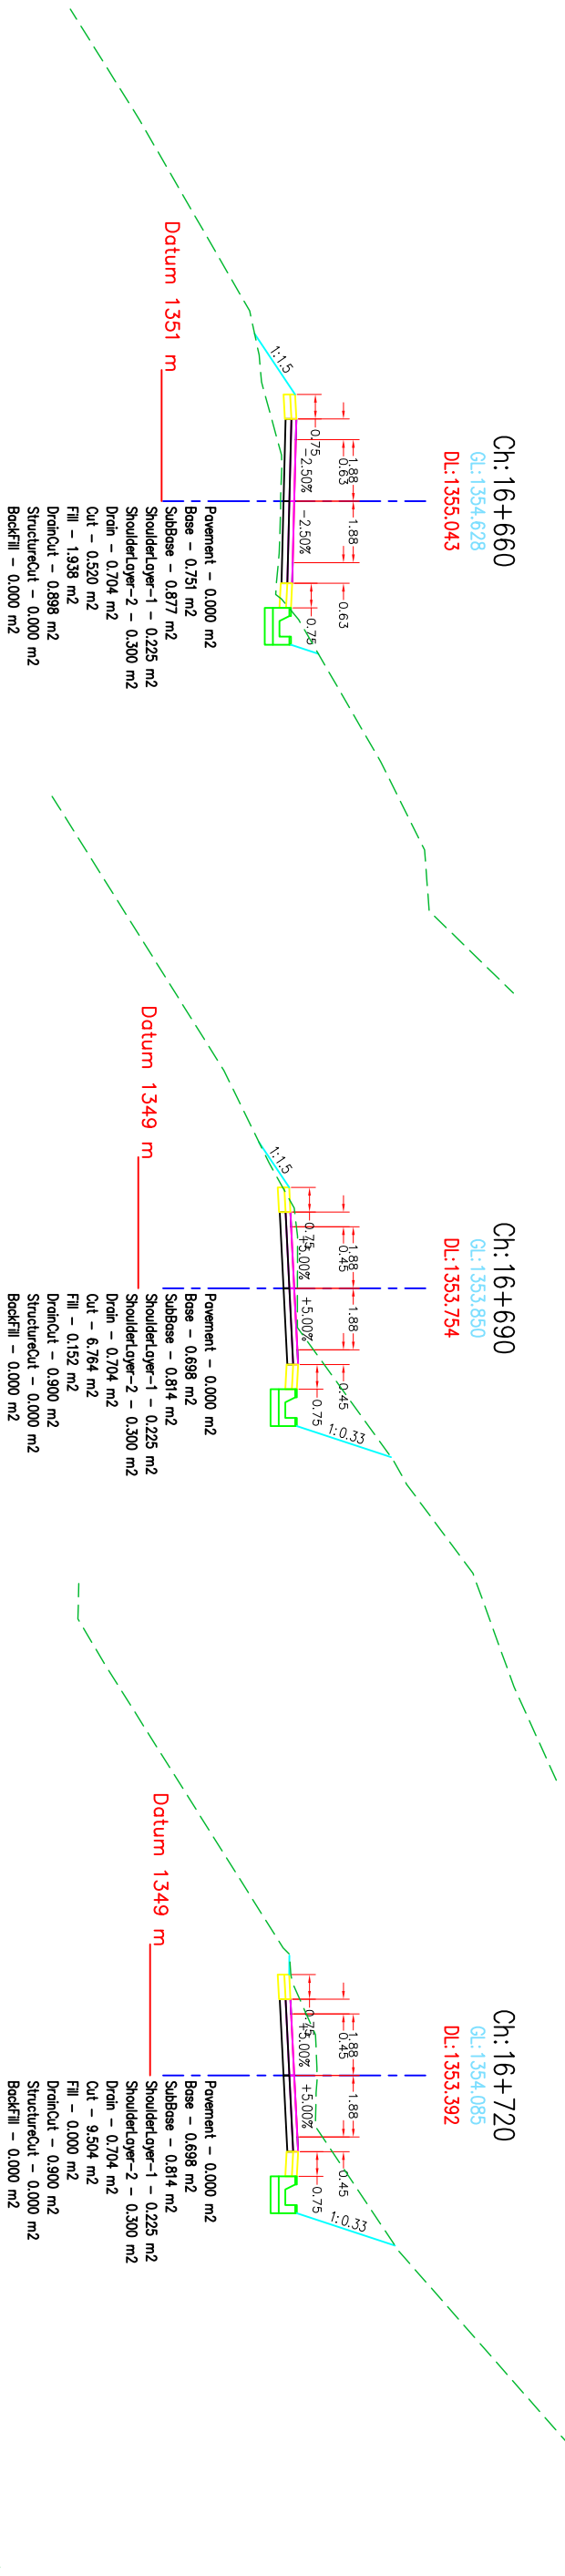 Ch:16+660
GL:1354.628
DL:1355.043
1.88
1.88
0.63
0.63
0.75
0.75
-2.50%
-2.50%
1:1.5
Datum 1351 m
Pavement - 0.000 m2
Base - 0.751 m2
SubBase - 0.877 m2
ShoulderLayer-1 - 0.225 m2
ShoulderLayer-2 - 0.300 m2
Drain - 0.704 m2
Cut - 0.520 m2
Fill - 1.938 m2
DrainCut - 0.898 m2
StructureCut - 0.000 m2
BackFill - 0.000 m2
Ch:16+690
GL:1353.850
DL:1353.754
1.88
1.88
0.45
0.45
0.75
0.75
+5.00%
+5.00%
1:1.5
1:0.33
Datum 1349 m
Pavement - 0.000 m2
Base - 0.698 m2
SubBase - 0.814 m2
ShoulderLayer-1 - 0.225 m2
ShoulderLayer-2 - 0.300 m2
Drain - 0.704 m2
Cut - 6.764 m2
Fill - 0.152 m2
DrainCut - 0.900 m2
StructureCut - 0.000 m2
BackFill - 0.000 m2
Ch:16+720
GL:1354.085
DL:1353.392
1.88
1.88
0.45
0.45
0.75
0.75
+5.00%
+5.00%
1:0.33
Datum 1349 m
Pavement - 0.000 m2
Base - 0.698 m2
SubBase - 0.814 m2
ShoulderLayer-1 - 0.225 m2
ShoulderLayer-2 - 0.300 m2
Drain - 0.704 m2
Cut - 9.504 m2
Fill - 0.000 m2
DrainCut - 0.900 m2
StructureCut - 0.000 m2
BackFill - 0.000 m2